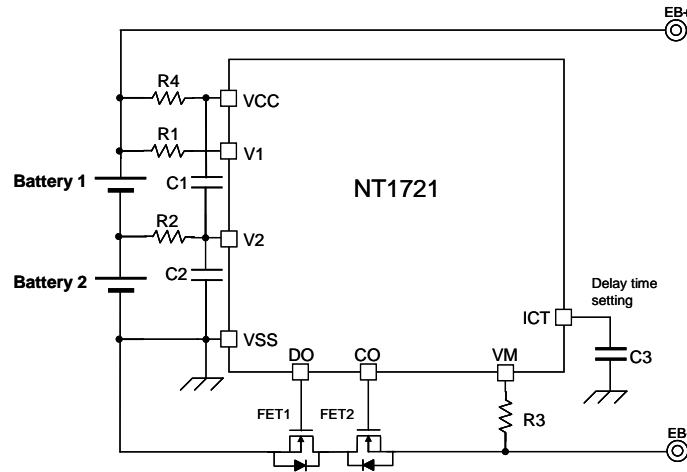 EB+
R4
VCC
R1
V1
Battery 1
C1
NT1721
R2
V2
Battery 2
C2
Delay time
setting
ICT
VSS
DO
CO
VM
C3
FET1
FET2
R3
EB-